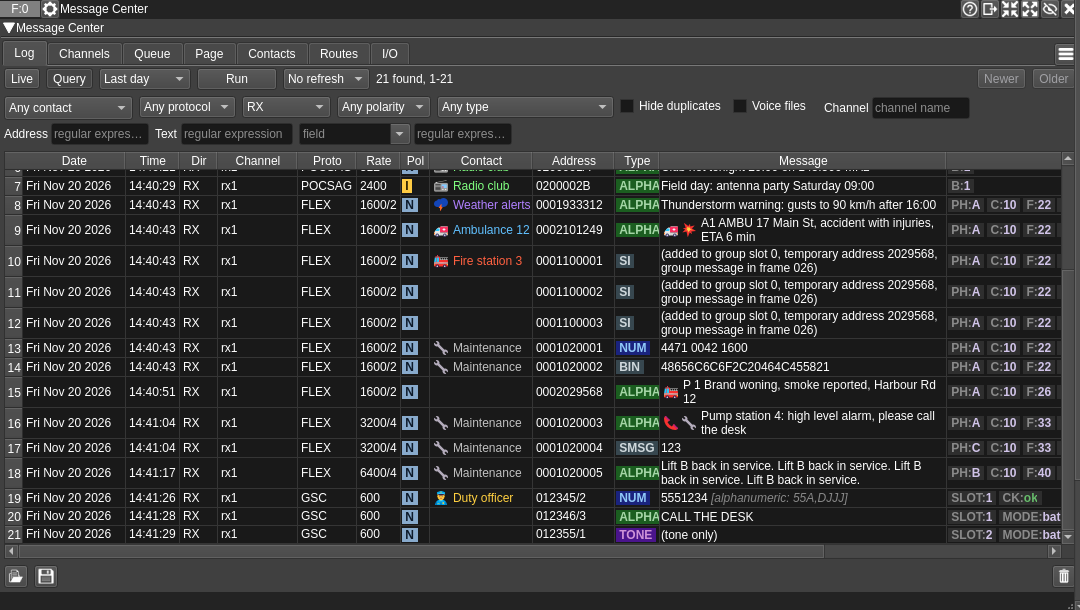 F:0 Message Center
Message Center
Log Channels Queue Page Contacts Routes I/O
Live Query Last day Run No refresh 21 found, 1-21 Newer Older
Any contact Any protocol RX Any polarity Any type Hide duplicates Voice files Channel channel name
Address regular expres… Text regular expression field regular expres…
Date Time Dir Channel Proto Rate Pol Contact Address Type Message
7 Fri Nov 20 2026 14:40:29 RX rx1 POCSAG 2400 I Radio club 0200002B ALPHA Field day: antenna party Saturday 09:00 B:1
8 Fri Nov 20 2026 14:40:43 RX rx1 FLEX 1600/2 N Weather alerts 0001933312 ALPHA Thunderstorm warning: gusts to 90 km/h after 16:00 PH:A C:10 F:22
9 Fri Nov 20 2026 14:40:43 RX rx1 FLEX 1600/2 N Ambulance 12 0002101249 ALPHA A1 AMBU 17 Main St, accident with injuries, PH:A C:10 F:22
ETA 6 min
10 Fri Nov 20 2026 14:40:43 RX rx1 FLEX 1600/2 N Fire station 3 0001100001 SI (added to group slot 0, temporary address 2029568, PH:A C:10 F:22
group message in frame 026)
11 Fri Nov 20 2026 14:40:43 RX rx1 FLEX 1600/2 N 0001100002 SI (added to group slot 0, temporary address 2029568, PH:A C:10 F:22
group message in frame 026)
12 Fri Nov 20 2026 14:40:43 RX rx1 FLEX 1600/2 N 0001100003 SI (added to group slot 0, temporary address 2029568, PH:A C:10 F:22
group message in frame 026)
13 Fri Nov 20 2026 14:40:43 RX rx1 FLEX 1600/2 N Maintenance 0001020001 NUM 4471 0042 1600 PH:A C:10 F:22
14 Fri Nov 20 2026 14:40:43 RX rx1 FLEX 1600/2 N Maintenance 0001020002 BIN 48656C6C6F2C20464C455821 PH:A C:10 F:22
15 Fri Nov 20 2026 14:40:51 RX rx1 FLEX 1600/2 N 0002029568 ALPHA P 1 Brand woning, smoke reported, Harbour Rd PH:A C:10 F:26
12
16 Fri Nov 20 2026 14:41:04 RX rx1 FLEX 3200/4 N Maintenance 0001020003 ALPHA Pump station 4: high level alarm, please call PH:A C:10 F:33
the desk
17 Fri Nov 20 2026 14:41:04 RX rx1 FLEX 3200/4 N Maintenance 0001020004 SMSG 123 PH:C C:10 F:33
18 Fri Nov 20 2026 14:41:17 RX rx1 FLEX 6400/4 N Maintenance 0001020005 ALPHA Lift B back in service. Lift B back in service. Lift B PH:B C:10 F:40
back in service. Lift B back in service.
19 Fri Nov 20 2026 14:41:26 RX rx1 GSC 600 N Duty officer 012345/2 NUM 5551234 [alphanumeric: 55A,DJJJ] SLOT:1 CK:ok
20 Fri Nov 20 2026 14:41:28 RX rx1 GSC 600 N 012346/3 ALPHA CALL THE DESK SLOT:1 MODE:bat
21 Fri Nov 20 2026 14:41:29 RX rx1 GSC 600 N 012355/1 TONE (tone only) SLOT:2 MODE:bat